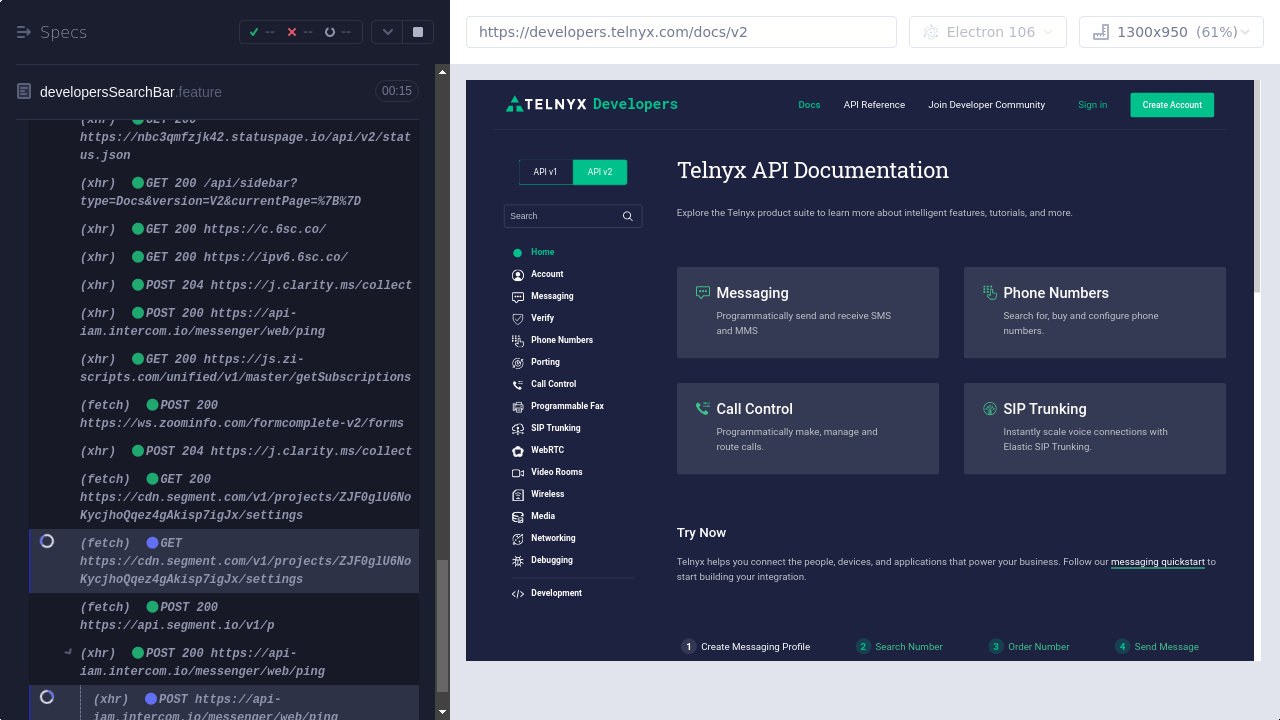 Specs
--
--
--
https://developers.telnyx.com/docs/v2
Electron 106
1300x950 (61%)
developersSearchBar.feature
00:15
(xhr) GET 200
https://nbc3qmfzjk42.statuspage.io/api/v2/stat
us.json
(xhr) GET 200 /api/sidebar?
type=Docs&version=V2&currentPage=%7B%7D
(xhr) GET 200 https://c.6sc.co/
(xhr) GET 200 https://ipv6.6sc.co/
(xhr) POST 204 https://j.clarity.ms/collect
(xhr) POST 200 https://api-
iam.intercom.io/messenger/web/ping
(xhr) GET 200 https://js.zi-
scripts.com/unified/v1/master/getSubscriptions
(fetch) POST 200
https://ws.zoominfo.com/formcomplete-v2/forms
(xhr) POST 204 https://j.clarity.ms/collect
(fetch) GET 200
https://cdn.segment.com/v1/projects/ZJF0glU6No
KycjhoQqez4gAkisp7igJx/settings
(fetch) GET
https://cdn.segment.com/v1/projects/ZJF0glU6No
KycjhoQqez4gAkisp7igJx/settings
(fetch) POST 200
https://api.segment.io/v1/p
(xhr) POST 200 https://api-
iam.intercom.io/messenger/web/ping
(xhr) POST https://api-
iam.intercom.io/messenger/web/ping
TELNYX Developers
Docs
API Reference
Join Developer Community
Sign in
Create Account
API v1
API v2
Search
Home
Account
Messaging
Verify
Phone Numbers
Porting
Call Control
Programmable Fax
SIP Trunking
WebRTC
Video Rooms
Wireless
Media
Networking
Debugging
Development
Telnyx API Documentation
Explore the Telnyx product suite to learn more about intelligent features, tutorials, and more.
Messaging
Programmatically send and receive SMS
and MMS
Phone Numbers
Search for, buy and configure phone
numbers.
Call Control
Programmatically make, manage and
route calls.
SIP Trunking
Instantly scale voice connections with
Elastic SIP Trunking.
Try Now
Telnyx helps you connect the people, devices, and applications that power your business. Follow our messaging quickstart to
start building your integration.
1 Create Messaging Profile
2 Search Number
3 Order Number
4 Send Message